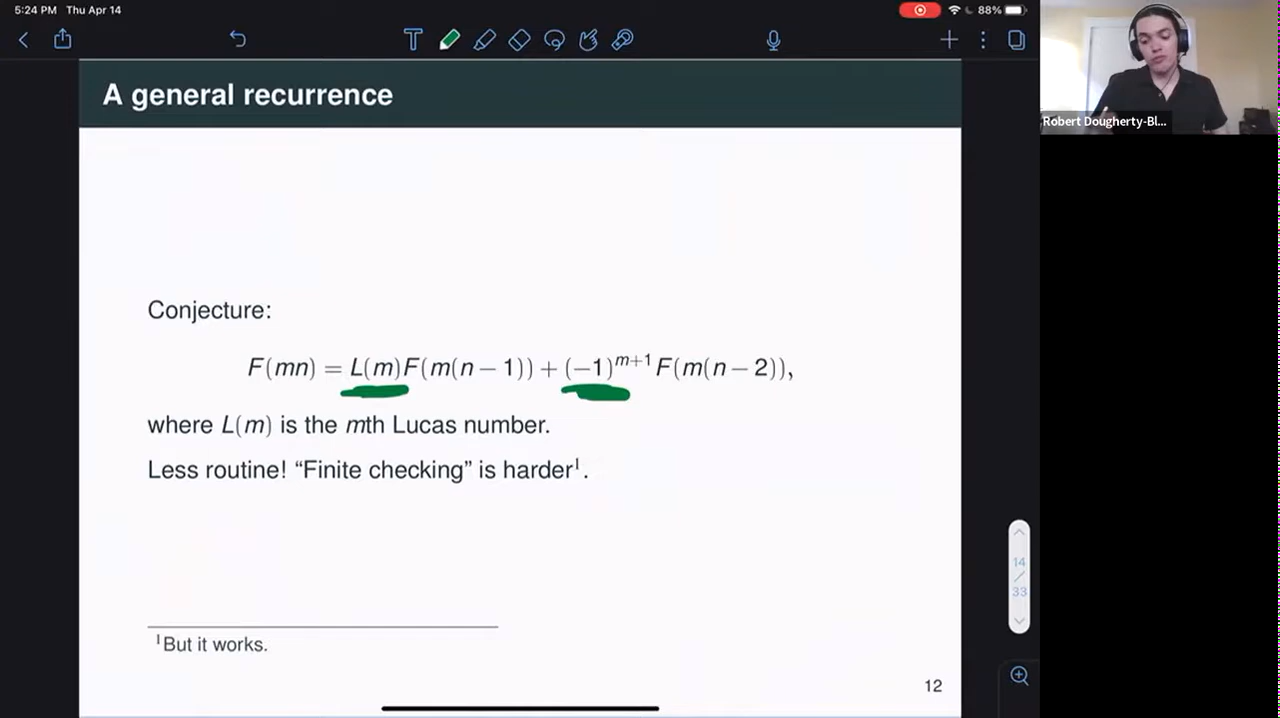 5:24 PM Thu Apr 14
88%
A general recurrence
Robert Dougherty-Bl...
Conjecture:
F(mn) = L(m)F(m(n − 1)) + (−1)^{m+1} F(m(n − 2)),
where L(m) is the mth Lucas number.
Less routine! “Finite checking” is harder¹.
14
/
33
¹But it works.
12